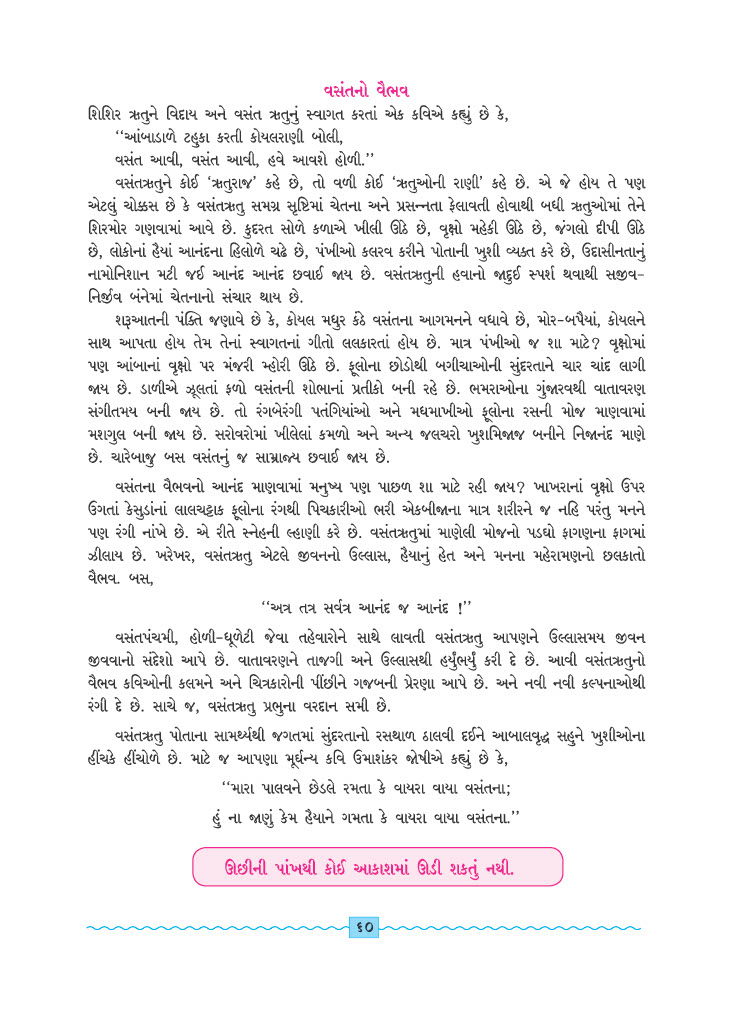 વસંતનો વૈભવ
શિશિર ઋતુને વિદાય અને વસંત ઋતુનું સ્વાગત કરતાં એક કવિએ કહ્યું છે કે,
‘‘આંબાડાળે ટહુકા કરતી કોયલરાણી બોલી,
વસંત આવી, વસંત આવી, હવે આવશે હોળી.’’
વસંતઋતુને કોઈ ‘ઋતુરાજ’ કહે છે, તો વળી કોઈ ‘ઋતુઓની રાણી’ કહે છે. એ જે હોય તે પણ
એટલું ચોક્કસ છે કે વસંતઋતુ સમગ્ર સૃષ્ટિમાં ચેતના અને પ્રસન્નતા ફેલાવતી હોવાથી બધી ઋતુઓમાં તેને
શિરમોર ગણવામાં આવે છે. કુદરત સોળે કળાએ ખીલી ઊઠે છે, વૃક્ષો મહેકી ઊઠે છે, જંગલો દીપી ઊઠે
છે, લોકોનાં હૈયાં આનંદના હિલોળે ચઢે છે, પંખીઓ કલરવ કરીને પોતાની ખુશી વ્યક્ત કરે છે, ઉદાસીનતાનું
નામોનિશાન મટી જઈ આનંદ આનંદ છવાઈ જાય છે. વસંતઋતુની હવાનો જાદુઈ સ્પર્શ થવાથી સજીવ-
નિર્જીવ બંનેમાં ચેતનાનો સંચાર થાય છે.
શરૂઆતની પંક્તિ જણાવે છે કે, કોયલ મધુર કંઠે વસંતના આગમનને વધાવે છે, મોર-બપૈયાં, કોયલને
સાથ આપતા હોય તેમ તેનાં સ્વાગતનાં ગીતો લલકારતાં હોય છે. માત્ર પંખીઓ જ શા માટે? વૃક્ષોમાં
પણ આંબાનાં વૃક્ષો પર મંજરી મ્હોરી ઊઠે છે. ફૂલોના છોડોથી બગીચાઓની સુંદરતાને ચાર ચાંદ લાગી
જાય છે. ડાળીએ ઝૂલતાં ફળો વસંતની શોભાનાં પ્રતીકો બની રહે છે. ભમરાઓના ગુંજારવથી વાતાવરણ
સંગીતમય બની જાય છે. તો રંગબેરંગી પતંગિયાંઓ અને મધમાખીઓ ફૂલોના રસની મોજ માણવામાં
મશગુલ બની જાય છે. સરોવરોમાં ખીલેલાં કમળો અને અન્ય જલચરો ખુશમિજાજ બનીને નિજાનંદ માણે
છે. ચારેબાજુ બસ વસંતનું જ સામ્રાજ્ય છવાઈ જાય છે.
વસંતના વૈભવનો આનંદ માણવામાં મનુષ્ય પણ પાછળ શા માટે રહી જાય? ખાખરાનાં વૃક્ષો ઉપર
ઉગતાં કેસુડાંનાં લાલચટ્ટાક ફૂલોના રંગથી પિચકારીઓ ભરી એકબીજાના માત્ર શરીરને જ નહિ પરંતુ મનને
પણ રંગી નાંખે છે. એ રીતે સ્નેહની લ્હાણી કરે છે. વસંતઋતુમાં માણેલી મોજનો પડઘો ફાગણના ફાગમાં
ઝીલાય છે. ખરેખર, વસંતઋતુ એટલે જીવનનો ઉલ્લાસ, હૈયાનું હેત અને મનના મહેરામણનો છલકાતો
વૈભવ. બસ,
‘‘અત્ર તત્ર સર્વત્ર આનંદ જ આનંદ !’’
વસંતપંચમી, હોળી-ધૂળેટી જેવા તહેવારોને સાથે લાવતી વસંતઋતુ આપણને ઉલ્લાસમય જીવન
જીવવાનો સંદેશો આપે છે. વાતાવરણને તાજગી અને ઉલ્લાસથી હર્યુંભર્યું કરી દે છે. આવી વસંતઋતુનો
વૈભવ કવિઓની કલમને અને ચિત્રકારોની પીંછીને ગજબની પ્રેરણા આપે છે. અને નવી નવી કલ્પનાઓથી
રંગી દે છે. સાચે જ, વસંતઋતુ પ્રભુના વરદાન સમી છે.
વસંતઋતુ પોતાના સામર્થ્યથી જગતમાં સુંદરતાનો રસથાળ ઠાલવી દઈને આબાલવૃદ્ધ સહુને ખુશીઓના
હીંચકે હીંચોળે છે. માટે જ આપણા મૂર્ધન્ય કવિ ઉમાશંકર જોષીએ કહ્યું છે કે,
‘‘મારા પાલવને છેડલે રમતા કે વાયરા વાયા વસંતના;
હું ના જાણું કેમ હૈયાને ગમતા કે વાયરા વાયા વસંતના.’’
ઊછીની પાંખથી કોઈ આકાશમાં ઊડી શકતું નથી.
૬૦